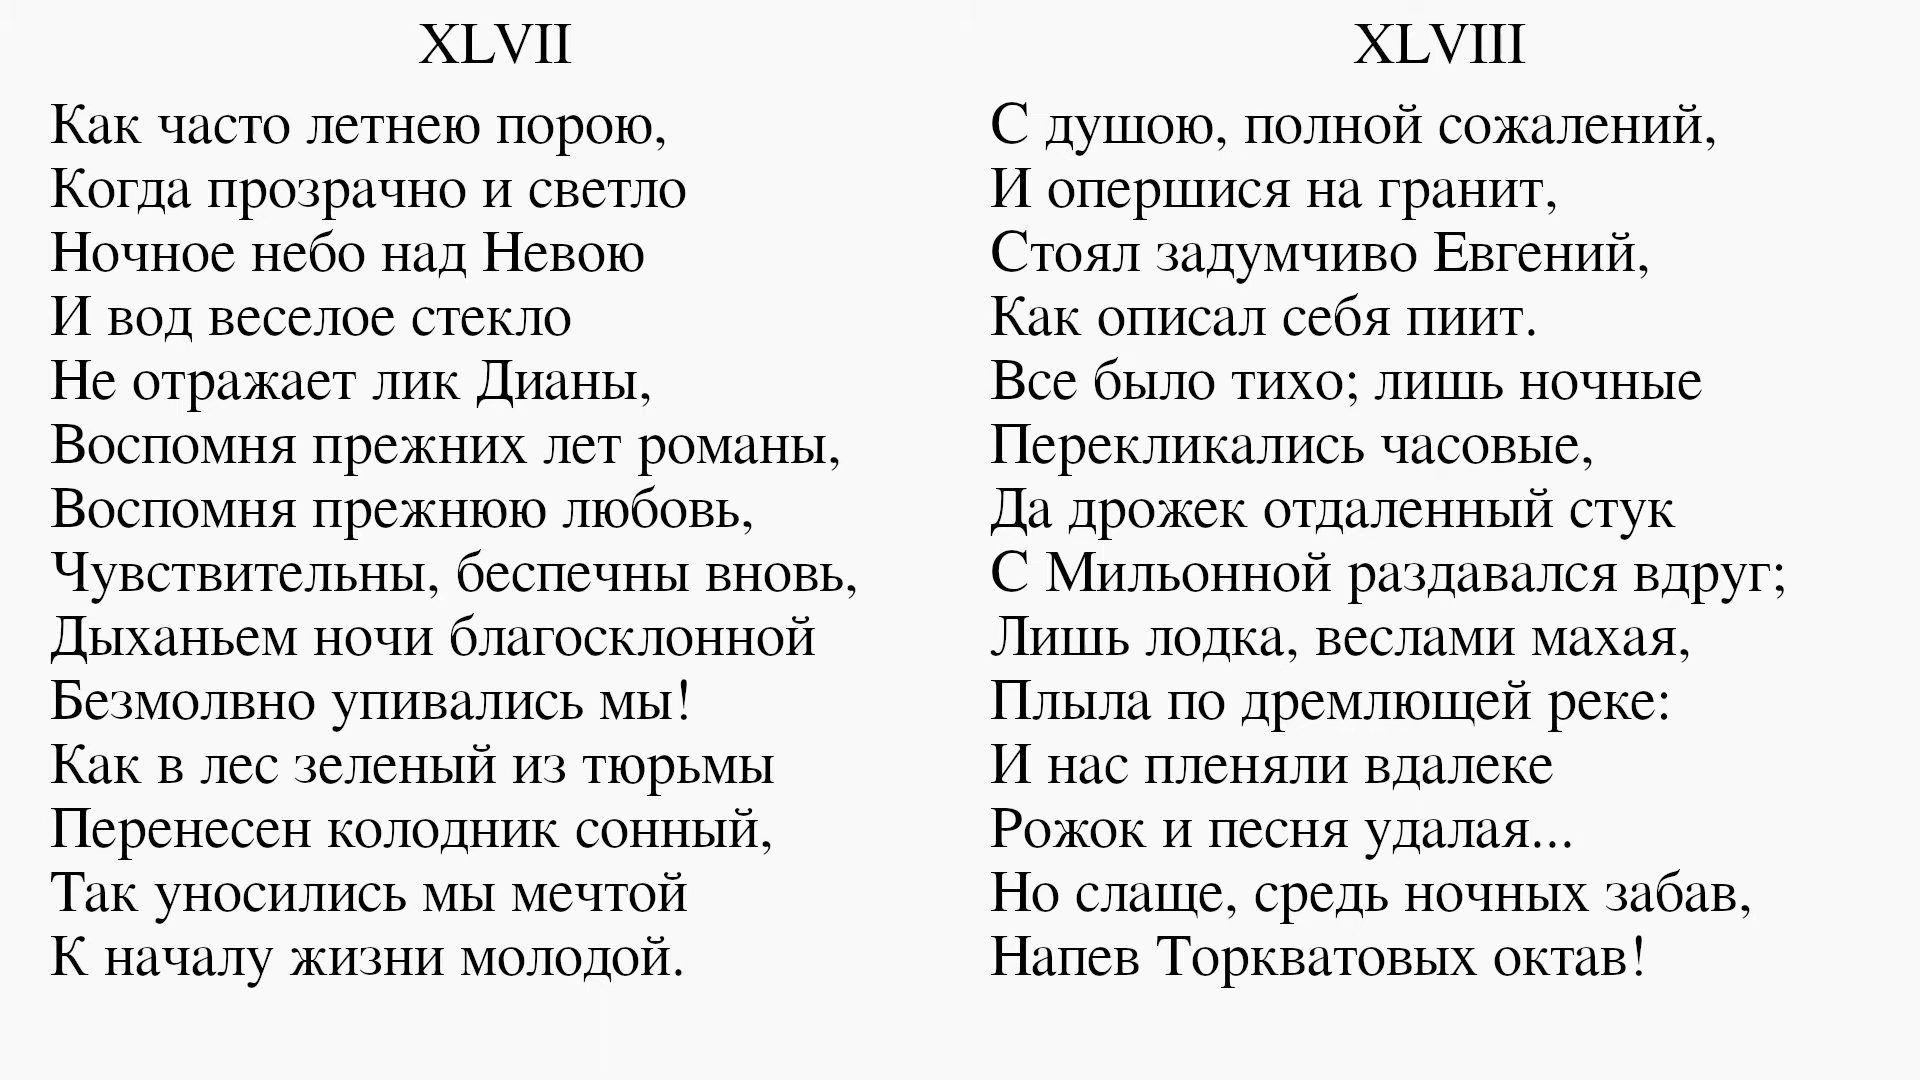 XLVII
Как часто летнею порою,
Когда прозрачно и светло
Ночное небо над Невою
И вод веселое стекло
Не отражает лик Дианы,
Воспомня прежних лет романы,
Воспомня прежнюю любовь,
Чувствительны, беспечны вновь,
Дыханьем ночи благосклонной
Безмолвно упивались мы!
Как в лес зеленый из тюрьмы
Перенесен колодник сонный,
Так уносились мы мечтой
К началу жизни молодой.
XLVIII
С душою, полной сожалений,
И опершися на гранит,
Стоял задумчиво Евгений,
Как описал себя пиит.
Все было тихо; лишь ночные
Перекликались часовые,
Да дрожек отдаленный стук
С Мильонной раздавался вдруг;
Лишь лодка, веслами махая,
Плыла по дремлющей реке:
И нас пленяли вдалеке
Рожок и песня удалая...
Но слаще, средь ночных забав,
Напев Торкватовых октав!